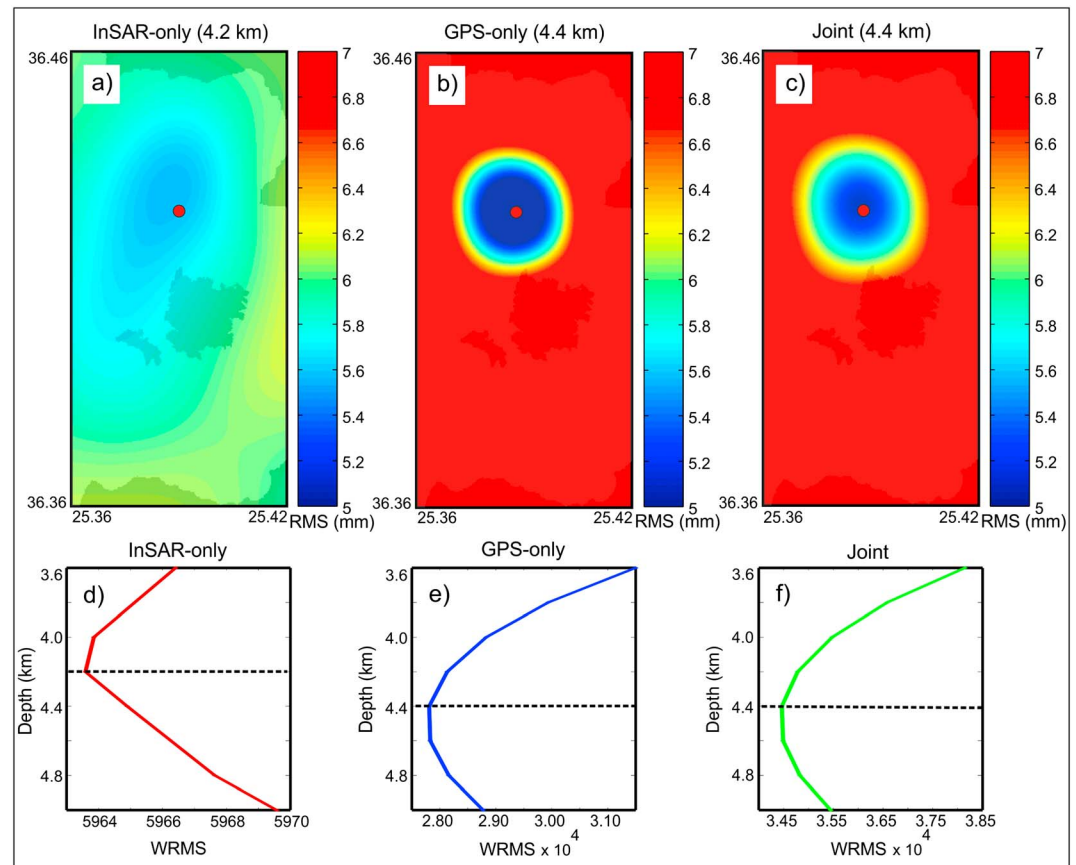 InSAR-only (4.2 km) GPS-only (4.4 km) Joint (4.4 km)
36.46 a) 7 36.46 b) 7 36.46 c) 7
6.8 6.8 6.8
6.6 6.6 6.6
6.4 6.4 6.4
6.2 6.2 6.2
6 6 6
5.8 5.8 5.8
5.6 5.6 5.6
5.4 5.4 5.4
5.2 5.2 5.2
36.36 5 36.36 5 36.36 5
25.36 25.42 RMS (mm) 25.36 25.42 RMS (mm) 25.36 25.42 RMS (mm)
InSAR-only GPS-only Joint
3.6 d) 3.6 e) 3.6 f)
4.0 4.0 4.0
Depth (km) Depth (km) Depth (km)
4.4 4.4 4.4
4.8 4.8 4.8
5964 5966 5968 5970 2.80 2.90 3.00 3.10 3.45 3.55 3.65 3.75 3.85
WRMS WRMS x 10 4 WRMS x 10 4